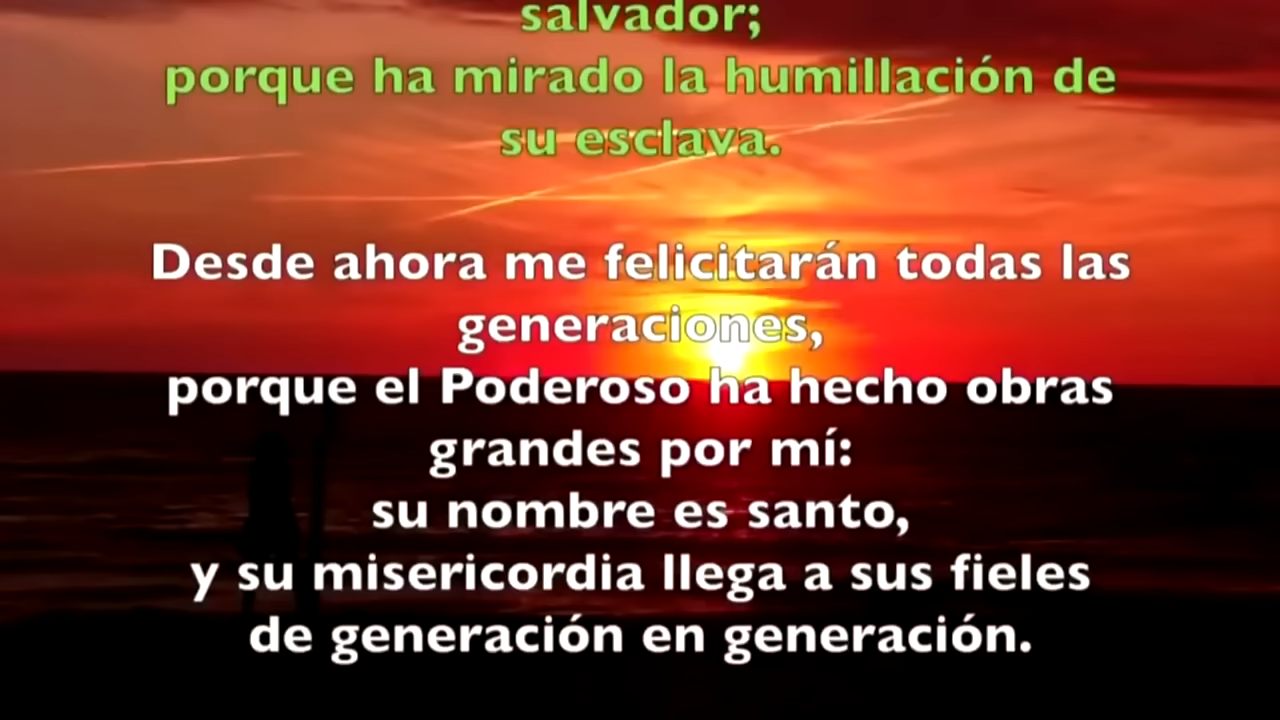 salvador;
porque ha mirado la humillación de
su esclava.
Desde ahora me felicitarán todas las
generaciones,
porque el Poderoso ha hecho obras
grandes por mí:
su nombre es santo,
y su misericordia llega a sus fieles
de generación en generación.